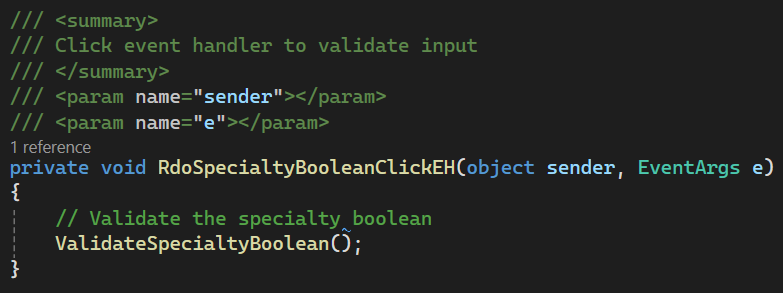 /// <summary>
/// Click event handler to validate input
/// </summary>
/// <param name="sender"></param>
/// <param name="e"></param>
1 reference
private void RdoSpecialtyBooleanClickEH(object sender, EventArgs e)
{
    // Validate the specialty boolean
    ValidateSpecialtyBoolean();
}